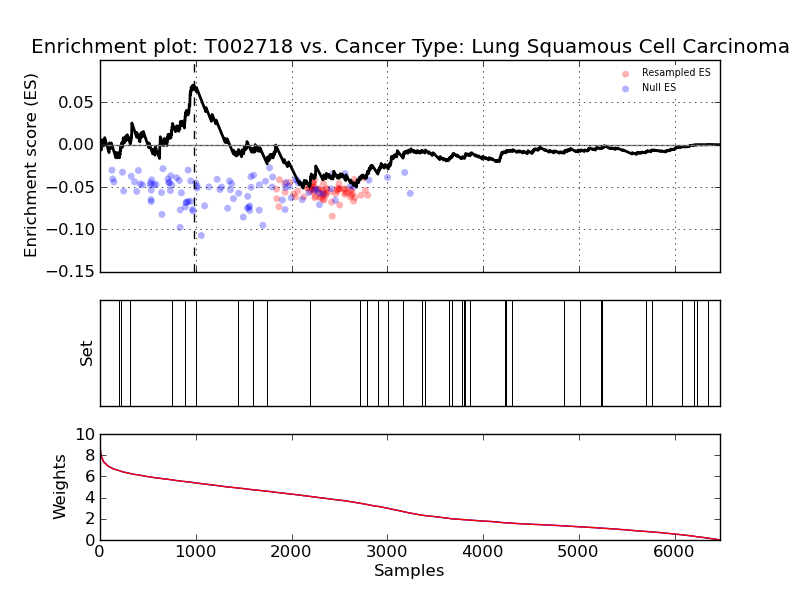 Enrichment plot: T002718 vs. Cancer Type: Lung Squamous Cell Carcinoma
Enrichment score (ES)
0.05
0.00
−0.05
−0.10
−0.15
Resampled ES
Null ES
Set
Weights
10
8
6
4
2
0
0 1000 2000 3000 4000 5000 6000
Samples